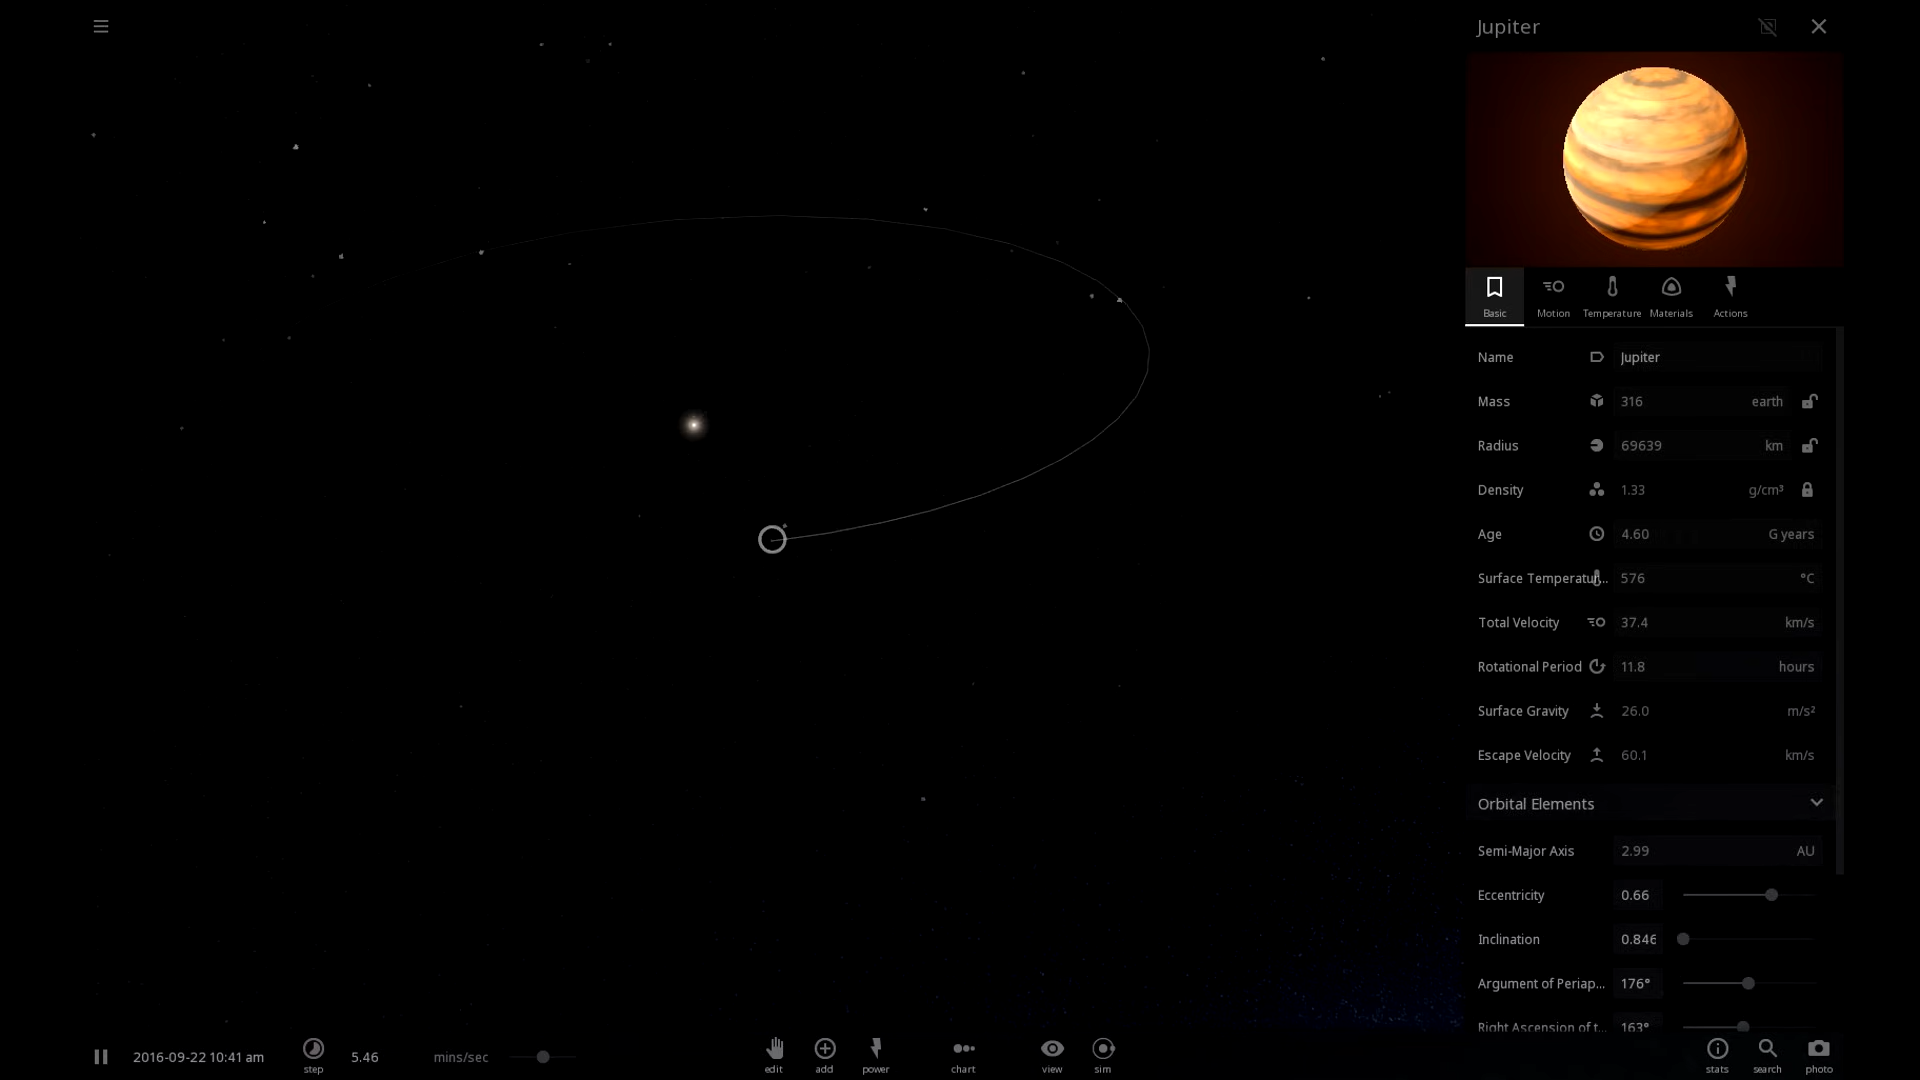 Jupiter
Basic Motion Temperature Materials Actions
Name Jupiter
Mass 316 earth
Radius 69639 km
Density 1.33 g/cm³
Age 4.60 G years
Surface Temperatur... 576 °C
Total Velocity 37.4 km/s
Rotational Period 11.8 hours
Surface Gravity 26.0 m/s²
Escape Velocity 60.1 km/s
Orbital Elements
Semi-Major Axis 2.99 AU
Eccentricity 0.66
Inclination 0.846
Argument of Periap... 176°
Right Ascension of t... 163°
2016-09-22 10:41 am step 5.46 mins/sec edit add power chart view sim stats search photo